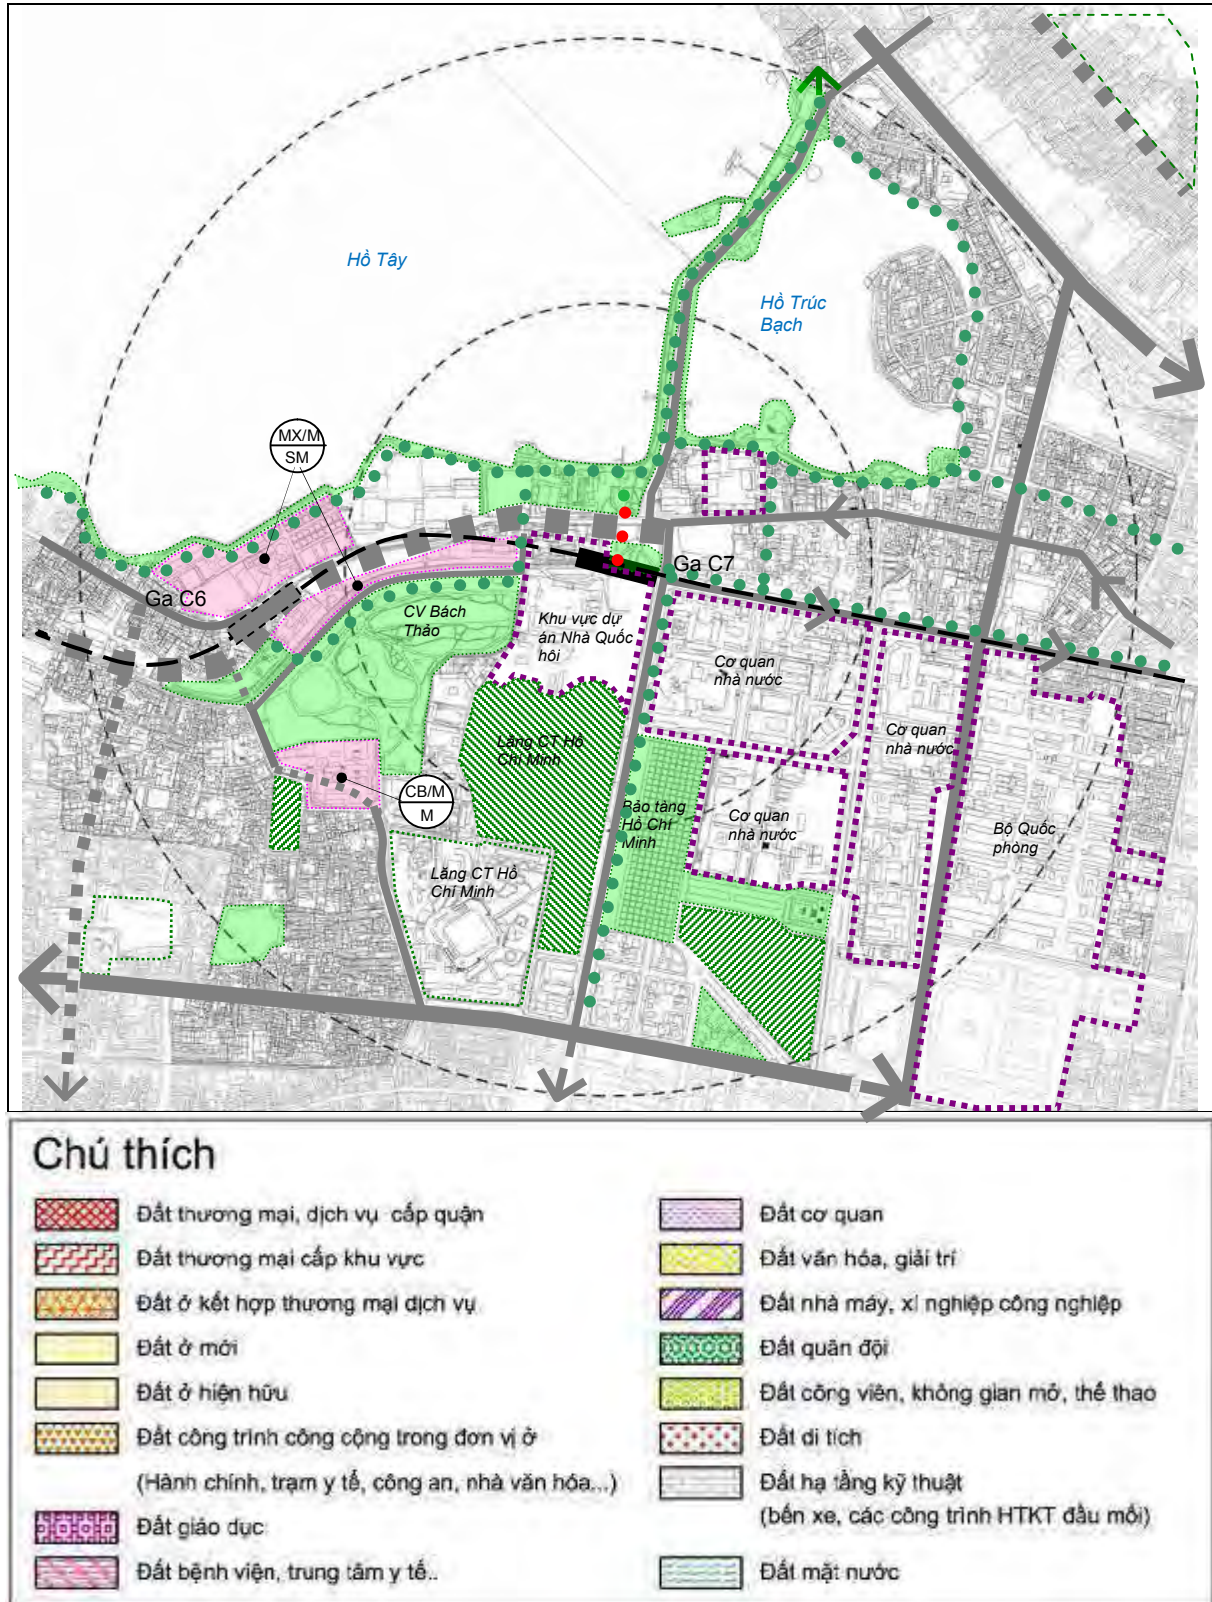 Hồ Tây
Hồ Trúc
Bạch
MX/M
SM
Ga C6
Ga C7
CV Bách
Thảo
Khu vực dự
án Nhà Quốc
hôi
Cơ quan
nhà nước
Cơ quan
nhà nước
Lăng CT Hồ
Chí Minh
CB/M
M
Bảo tàng
Hồ Chí
Minh
Cơ quan
nhà nước
Bộ Quốc
phòng
Lăng CT Hồ
Chí Minh
Chú thích
Đất thương mại, dịch vụ cấp quận
Đất thương mại cấp khu vực
Đất ở kết hợp thương mại dịch vụ
Đất ở mới
Đất ở hiện hữu
Đất công trình công cộng trong đơn vị ở
(Hành chính, trạm y tế, công an, nhà văn hóa...)
Đất giáo dục
Đất bệnh viện, trung tâm y tế..
Đất cơ quan
Đất văn hóa, giải trí
Đất nhà máy, xí nghiệp công nghiệp
Đất quân đội
Đất công viên, không gian mở, thể thao
Đất di tích
Đất hạ tầng kỹ thuật
(bến xe, các công trình HTKT đầu mối)
Đất mặt nước